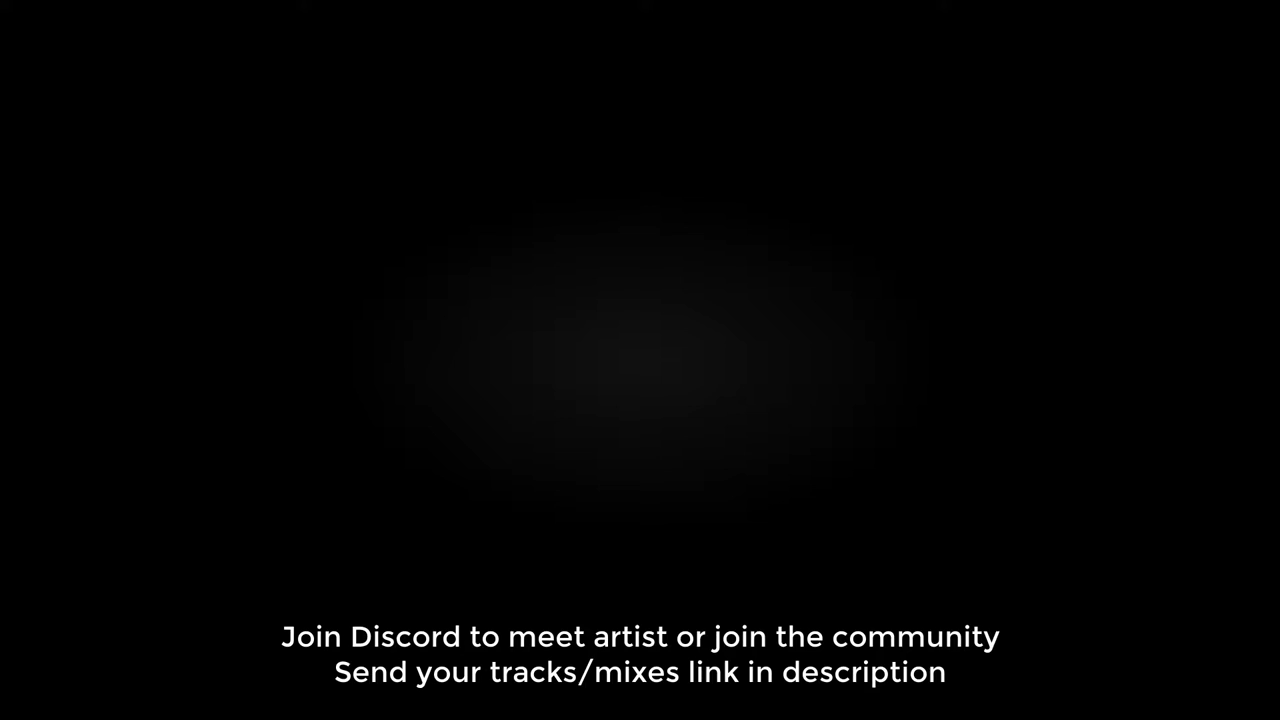 Join Discord to meet artist or join the community
Send your tracks/mixes link in description